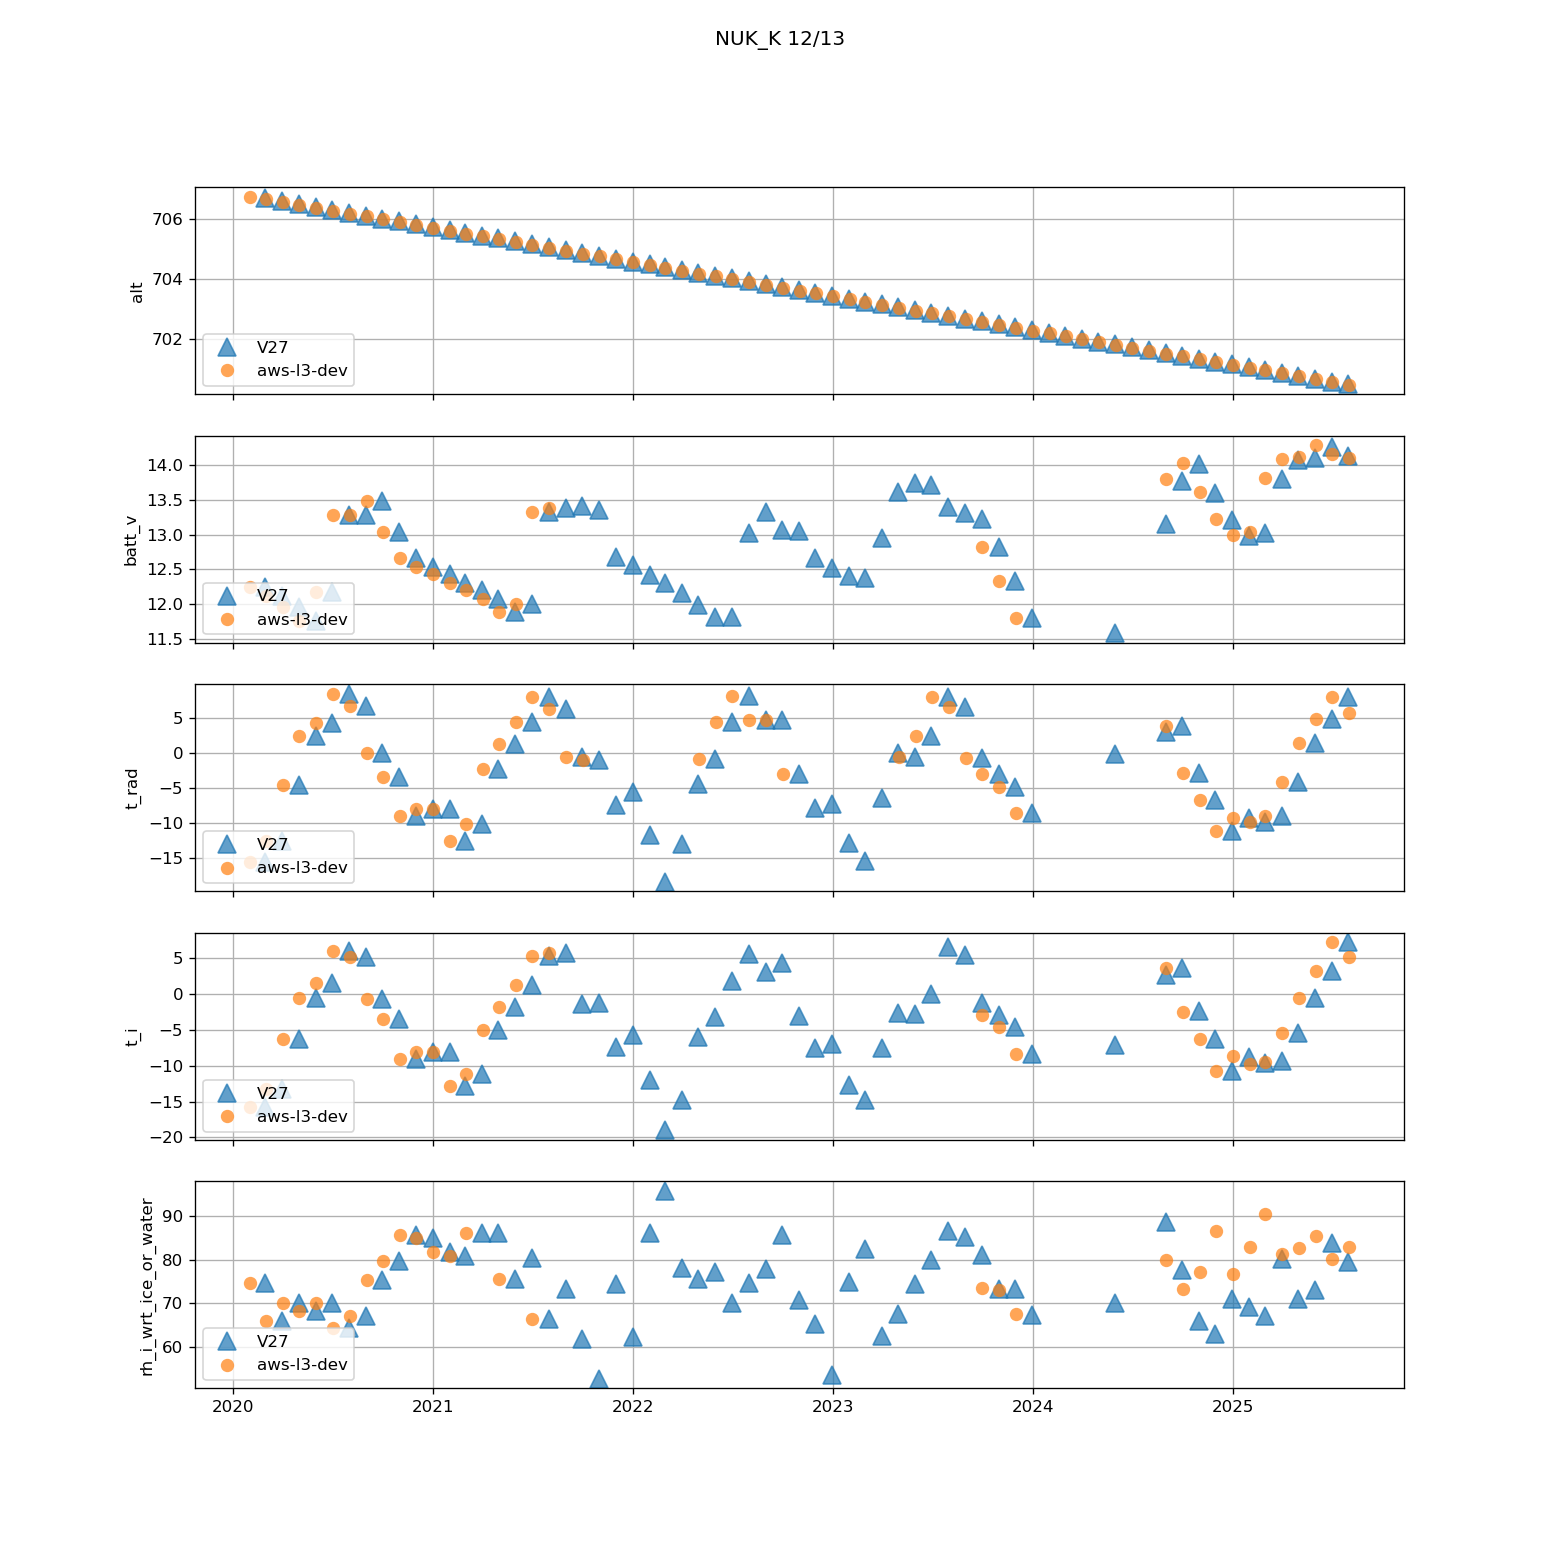 NUK_K 12/13
706
704
702
alt
V27
aws-l3-dev
14.0
13.5
13.0
12.5
12.0
11.5
batt_v
V27
aws-l3-dev
5
0
−5
−10
−15
t_rad
V27
aws-l3-dev
5
0
−5
−10
−15
−20
t_i
V27
aws-l3-dev
90
80
70
60
rh_i_wrt_ice_or_water
V27
aws-l3-dev
2020 2021 2022 2023 2024 2025